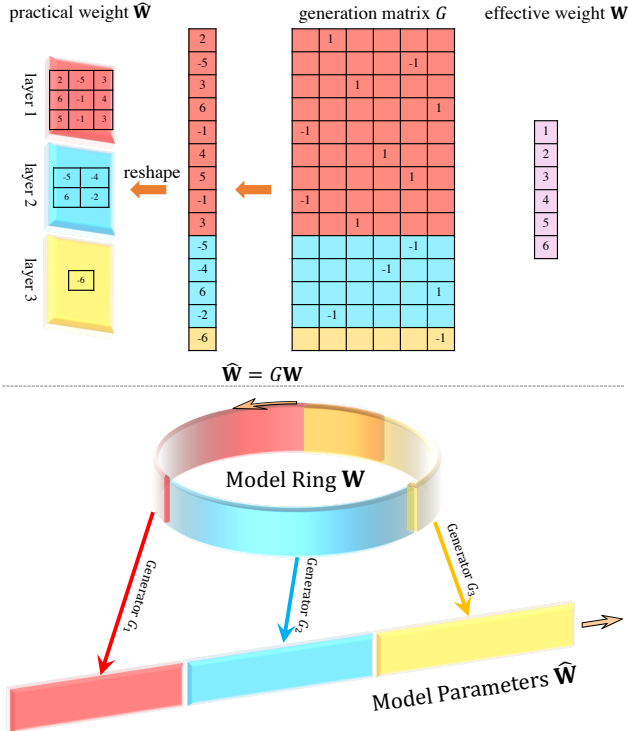 practical weight Ŵ
generation matrix G
effective weight W
layer 1
2 -5 3
6 -1 4
5 -1 3
layer 2
-5 -4
6 -2
layer 3
-6
reshape
2
-5
3
6
-1
4
5
-1
3
-5
-4
6
-2
-6
1
-1
1
1
-1
1
1
-1
1
-1
-1
1
-1
-1
1
2
3
4
5
6
Ŵ = GW
Model Ring W
Generator G₁
Generator G₂
Generator G₃
Model Parameters Ŵ